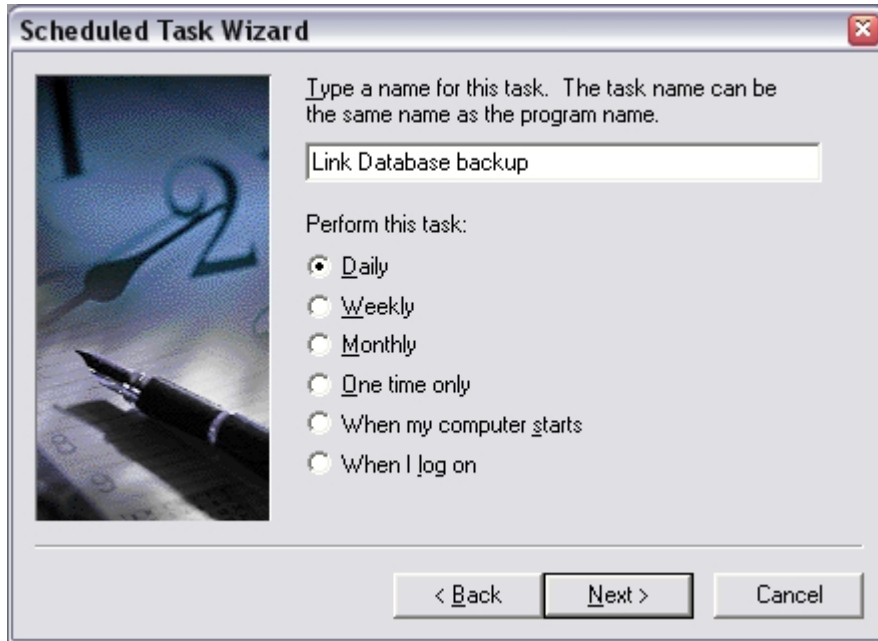 Scheduled Task Wizard
Type a name for this task. The task name can be
the same name as the program name.
Link Database backup
Perform this task:
Daily
Weekly
Monthly
One time only
When my computer starts
When I log on
< Back
Next >
Cancel